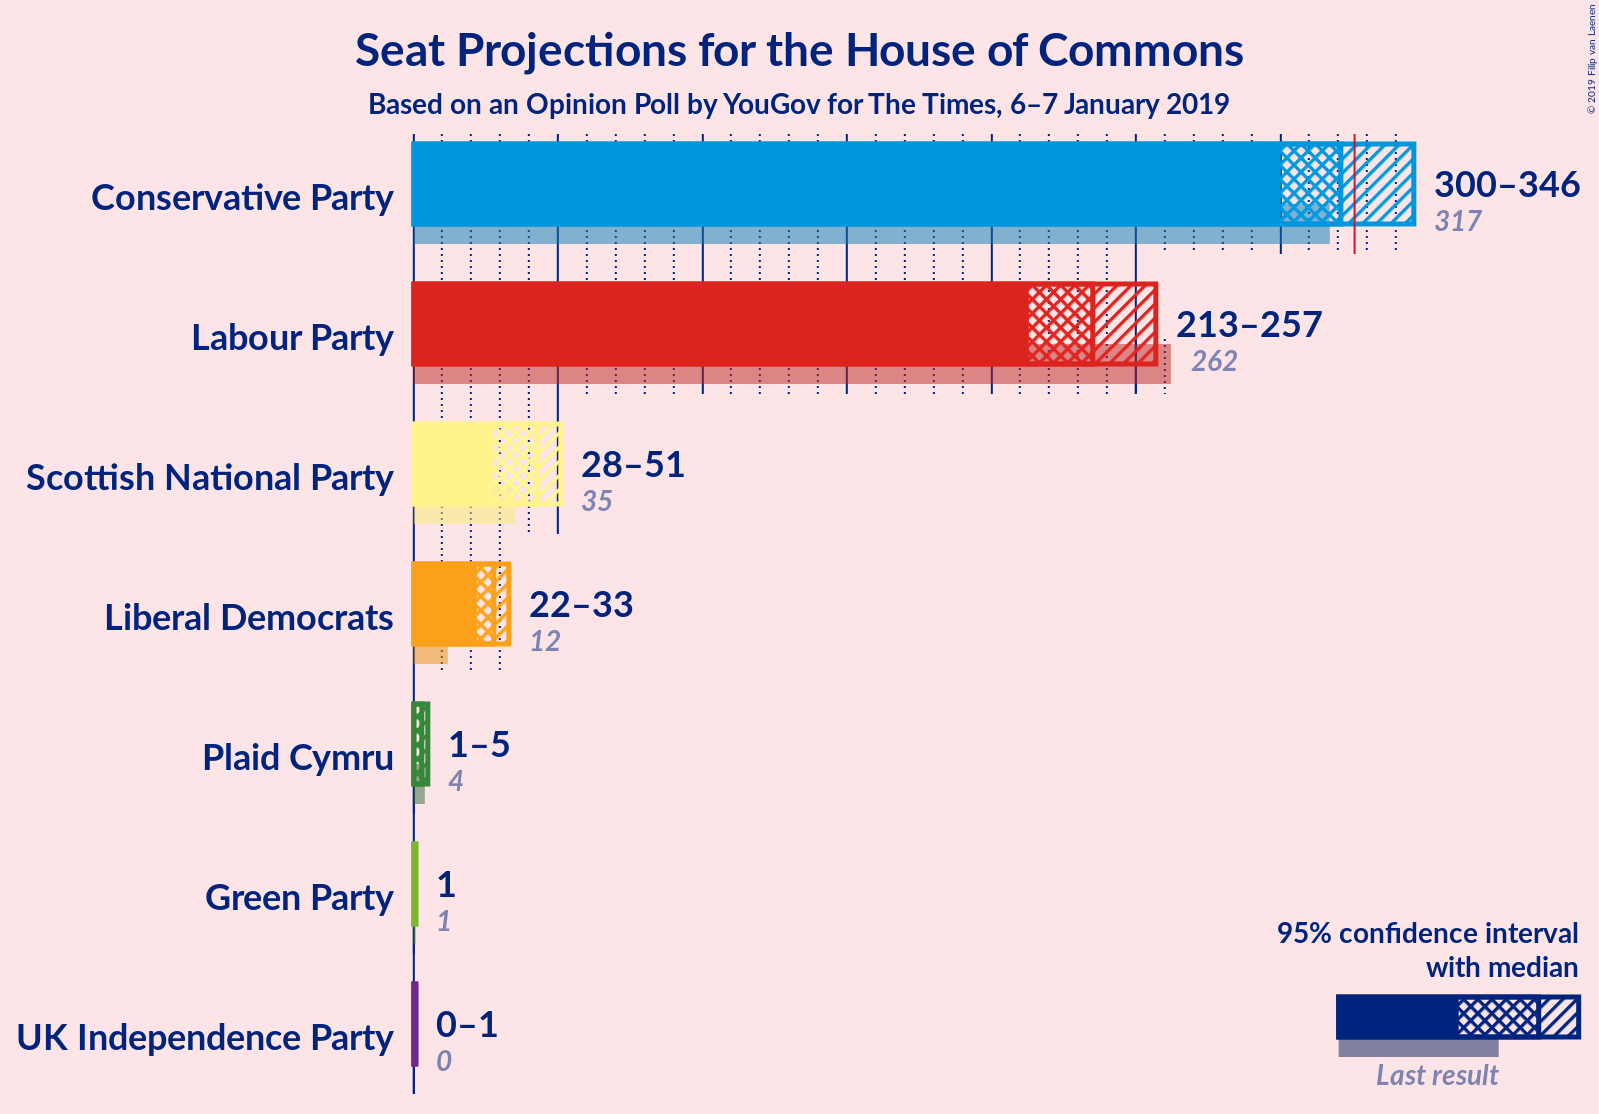 Seat Projections for the House of Commons
Based on an Opinion Poll by YouGov for The Times, 6–7 January 2019
© 2019 Filip van Laenen
Conservative Party
300–346
317
Labour Party
213–257
262
Scottish National Party
28–51
35
Liberal Democrats
22–33
12
Plaid Cymru
1–5
4
Green Party
1
1
UK Independence Party
0–1
0
95% confidence interval
with median
Last result